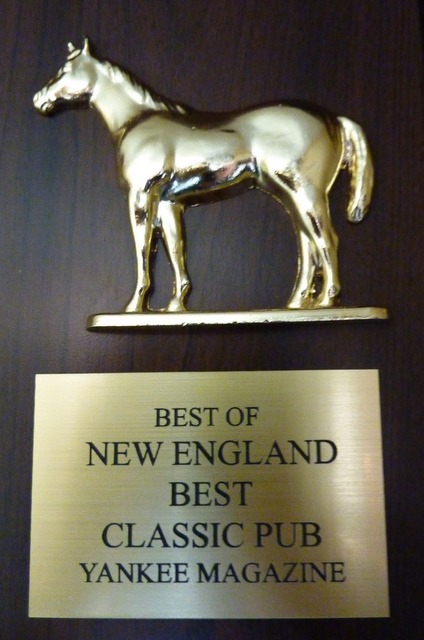 BEST OF
NEW ENGLAND
BEST
CLASSIC PUB
YANKEE MAGAZINE